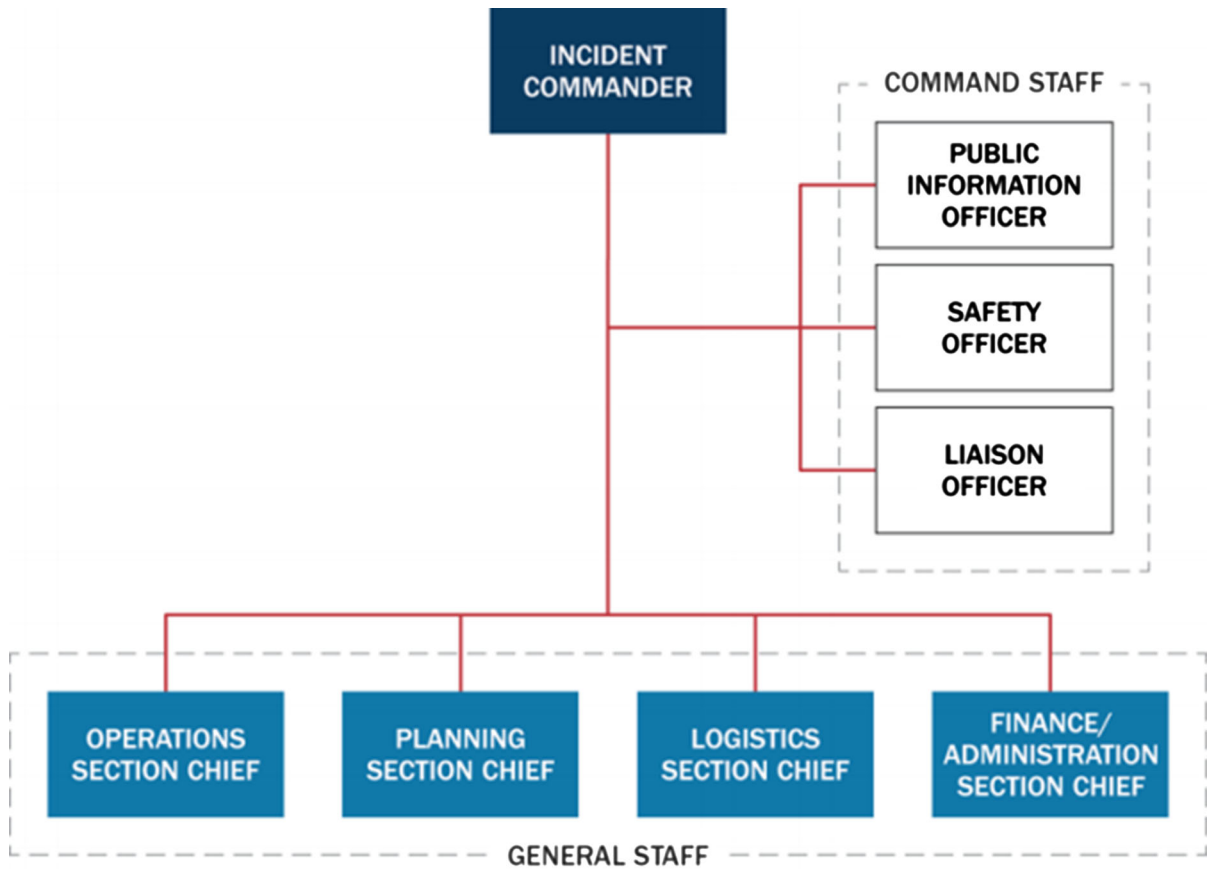 INCIDENT
COMMANDER
COMMAND STAFF
PUBLIC
INFORMATION
OFFICER
SAFETY
OFFICER
LIAISON
OFFICER
OPERATIONS
SECTION CHIEF
PLANNING
SECTION CHIEF
LOGISTICS
SECTION CHIEF
FINANCE/
ADMINISTRATION
SECTION CHIEF
GENERAL STAFF